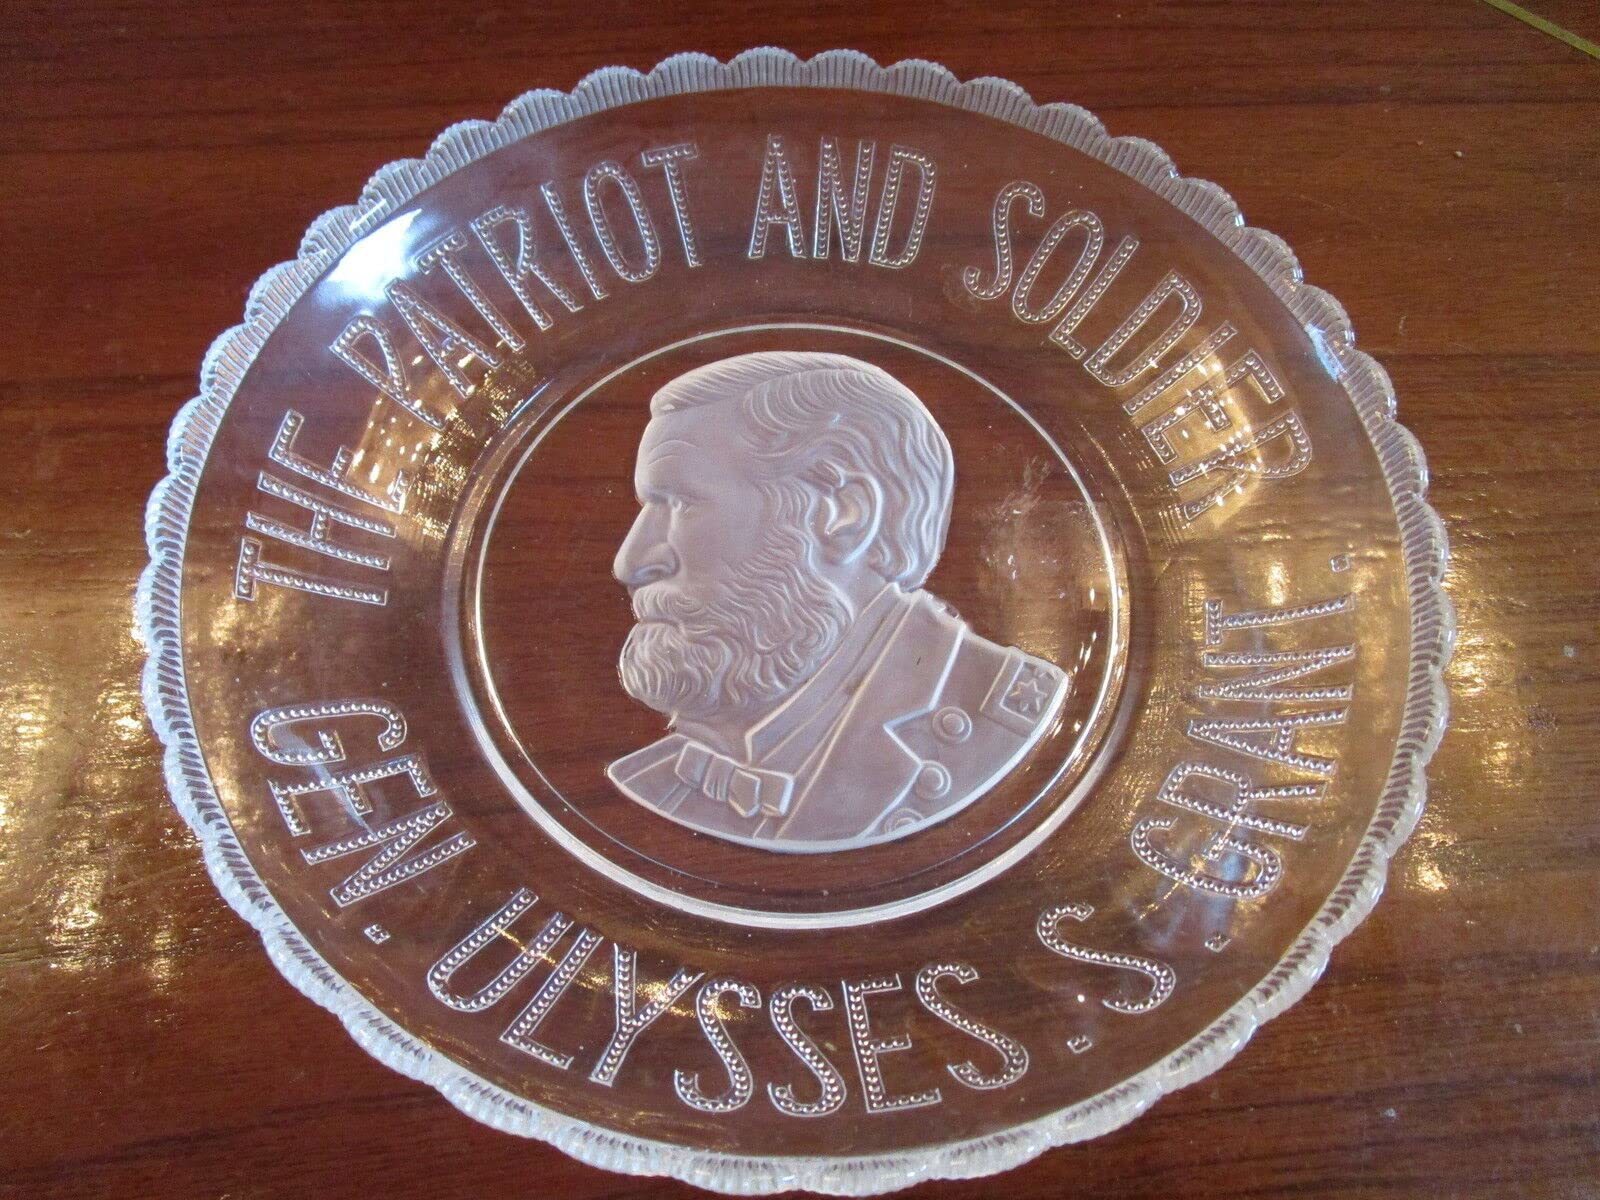 THE PATRIOT AND SOLDIER
GEN. ULYSSES. S. GRANT.